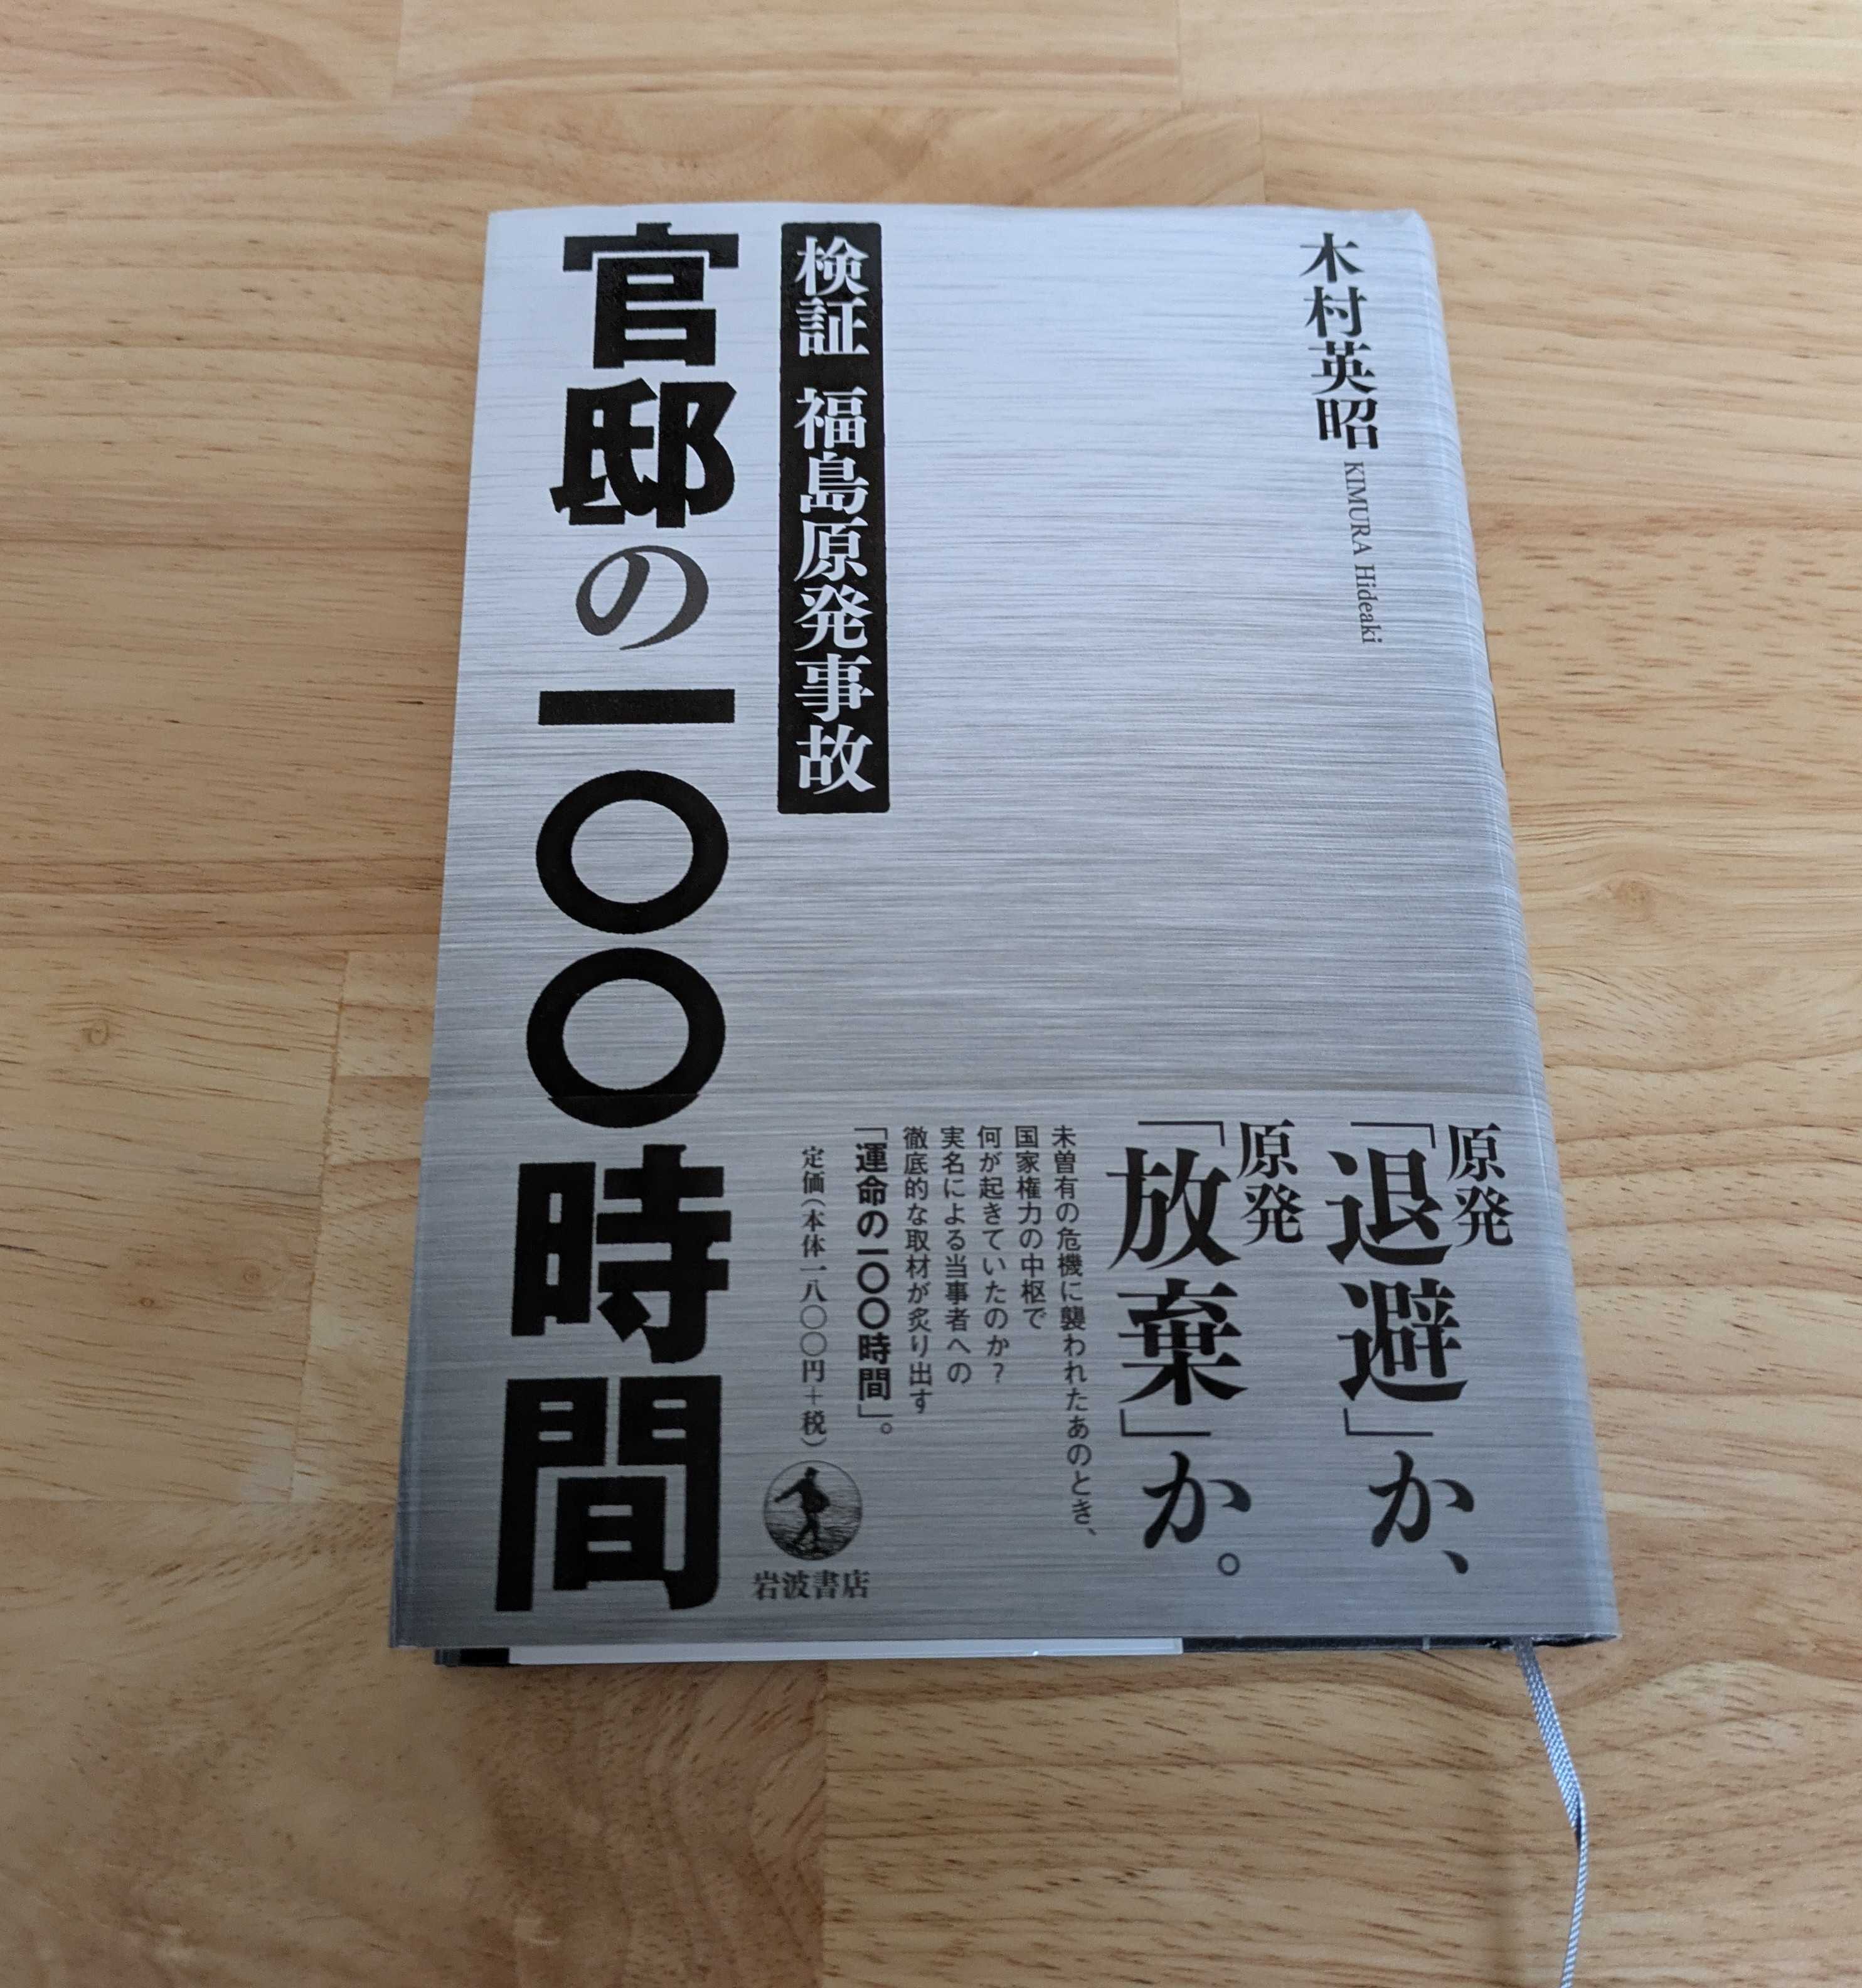 木村英昭 KIMURA Hideaki
検証 福島原発事故
官邸の一〇〇時間
原発「退避」か、
原発「放棄」か。
未曽有の危機に襲われたあのとき、
国家権力の中枢で
何が起きていたのか?
実名による当事者への
徹底的な取材が炙り出す
「運命の一〇〇時間」。
定価(本体一八〇〇円+税)
岩波書店